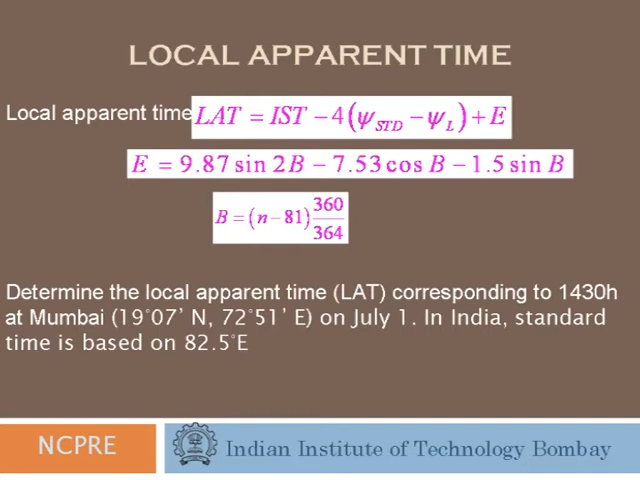 LOCAL APPARENT TIME
Local apparent time LAT = IST − 4(ψ_STD − ψ_L) + E
E = 9.87 sin 2B − 7.53 cos B − 1.5 sin B
B = (n − 81) 360/364
Determine the local apparent time (LAT) corresponding to 1430h
at Mumbai (19°07' N, 72°51' E) on July 1. In India, standard
time is based on 82.5°E
NCPRE
Indian Institute of Technology Bombay